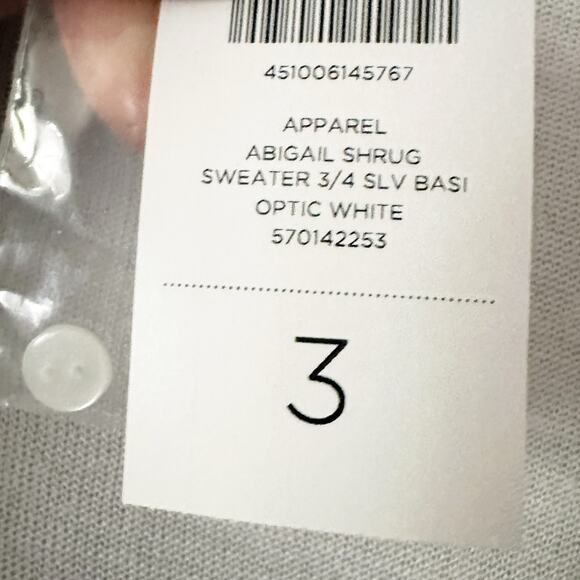 451006145767
APPAREL
ABIGAIL SHRUG
SWEATER 3/4 SLV BASI
OPTIC WHITE
570142253
3